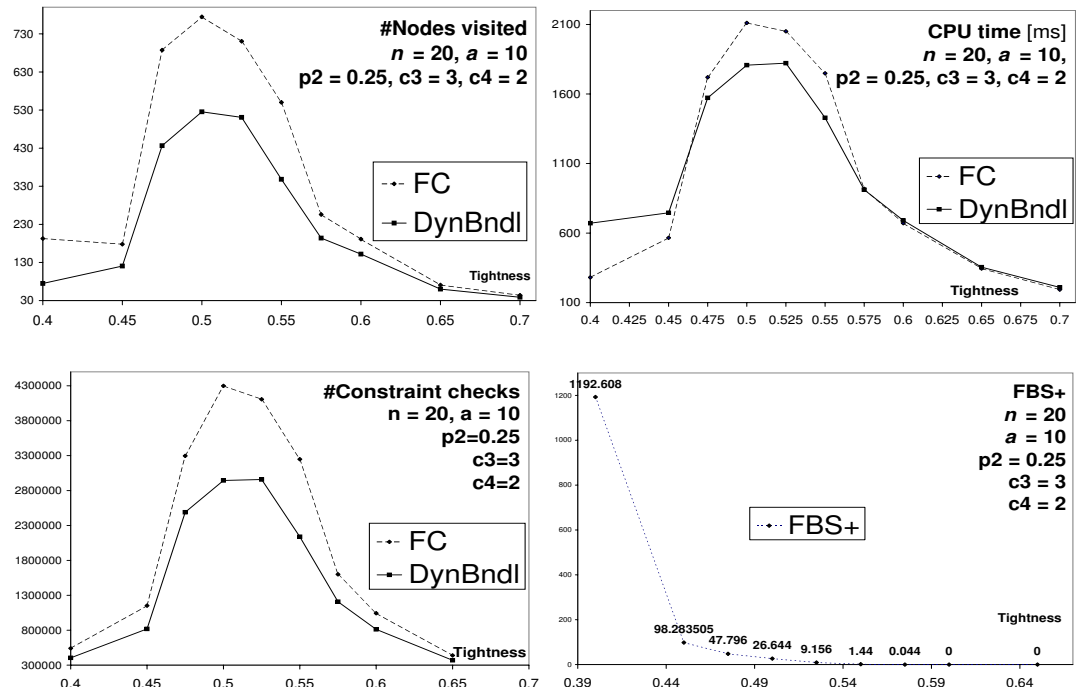 #Nodes visited
n = 20, a = 10
p2 = 0.25, c3 = 3, c4 = 2
730
630
530
430
330
230
130
30
FC
DynBndl
Tightness
0.4 0.45 0.5 0.55 0.6 0.65 0.7
CPU time [ms]
n = 20, a = 10,
p2 = 0.25, c3 = 3, c4 = 2
2100
1600
1100
600
100
FC
DynBndl
Tightness
0.4 0.425 0.45 0.475 0.5 0.525 0.55 0.575 0.6 0.625 0.65 0.675 0.7
#Constraint checks
n = 20, a = 10
p2=0.25
c3=3
c4=2
4300000
3800000
3300000
2800000
2300000
1800000
1300000
800000
300000
FC
DynBndl
Tightness
0.4 0.45 0.5 0.55 0.6 0.65 0.7
FBS+
n = 20
a = 10
p2 = 0.25
c3 = 3
c4 = 2
1192.608
1200
1000
800
600
400
200
0
FBS+
Tightness
98.283505 47.796 26.644 9.156 1.44 0.044 0 0
0.39 0.44 0.49 0.54 0.59 0.64